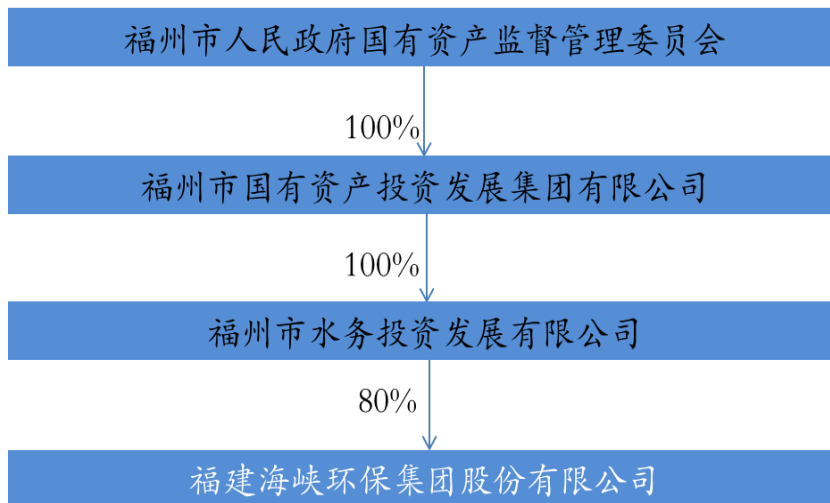 福州市人民政府国有资产监督管理委员会
100%
福州市国有资产投资发展集团有限公司
100%
福州市水务投资发展有限公司
80%
福建海峡环保集团股份有限公司